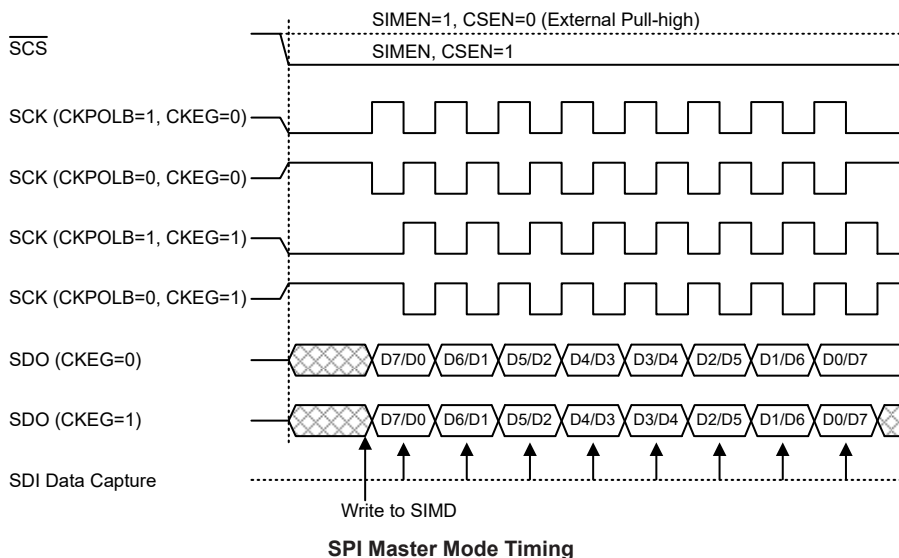 SIMEN=1, CSEN=0 (External Pull-high)
SCS
SIMEN, CSEN=1
SCK (CKPOLB=1, CKEG=0)
SCK (CKPOLB=0, CKEG=0)
SCK (CKPOLB=1, CKEG=1)
SCK (CKPOLB=0, CKEG=1)
SDO (CKEG=0) D7/D0 D6/D1 D5/D2 D4/D3 D3/D4 D2/D5 D1/D6 D0/D7
SDO (CKEG=1) D7/D0 D6/D1 D5/D2 D4/D3 D3/D4 D2/D5 D1/D6 D0/D7
SDI Data Capture
Write to SIMD
SPI Master Mode Timing